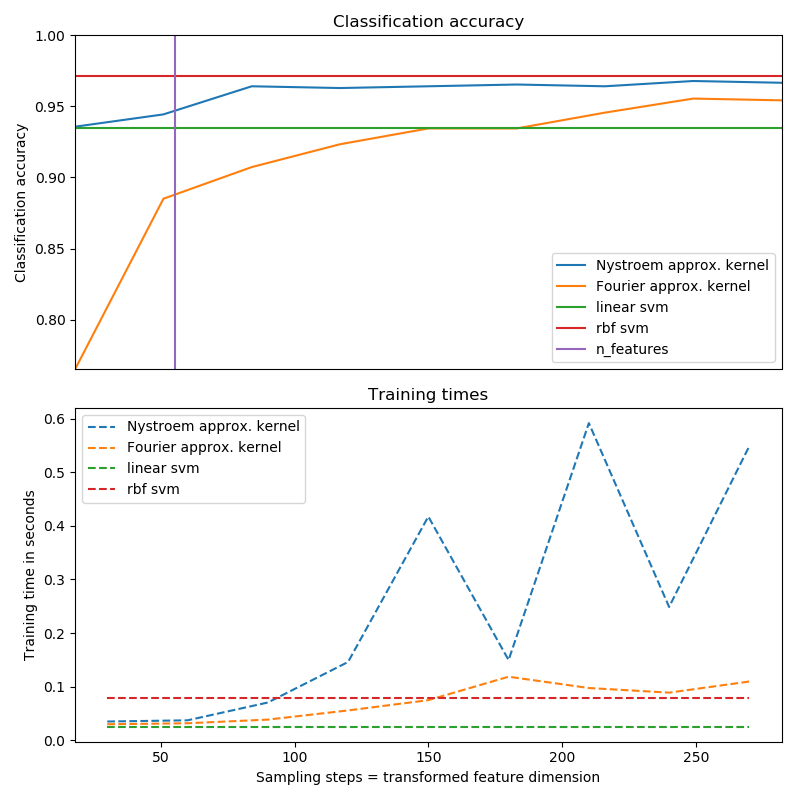 Classification accuracy
1.00
0.95
0.90
0.85
0.80
Classification accuracy
Nystroem approx. kernel
Fourier approx. kernel
linear svm
rbf svm
n_features
Training times
0.6
0.5
0.4
0.3
0.2
0.1
0.0
Training time in seconds
Nystroem approx. kernel
Fourier approx. kernel
linear svm
rbf svm
50
100
150
200
250
Sampling steps = transformed feature dimension